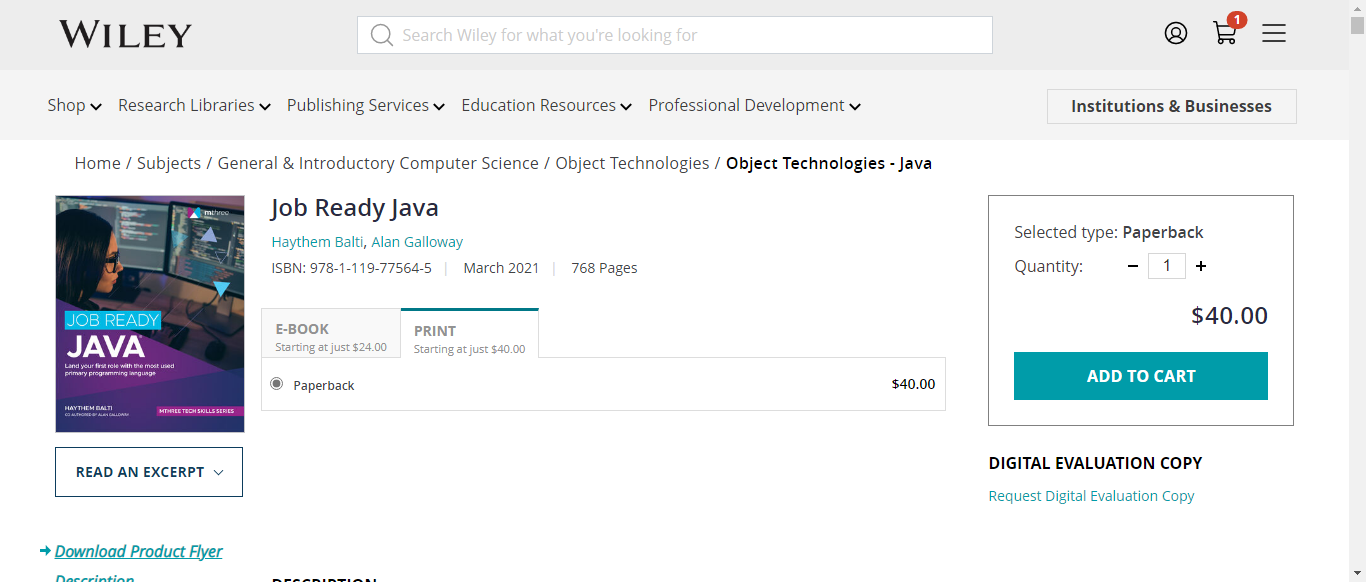 WILEY
Search Wiley for what you're looking for
1
Shop Research Libraries Publishing Services Education Resources Professional Development
Institutions & Businesses
Home / Subjects / General & Introductory Computer Science / Object Technologies / Object Technologies - Java
mthree
JOB READY
JAVA
Land your first role with the most used
primary programming language
HAYTHEM BALTI
CO-AUTHORED BY ALAN GALLOWAY
MTHREE TECH SKILLS SERIES
READ AN EXCERPT
Download Product Flyer
Description
Job Ready Java
Haythem Balti, Alan Galloway
ISBN: 978-1-119-77564-5 | March 2021 | 768 Pages
E-BOOK
Starting at just $24.00
PRINT
Starting at just $40.00
Paperback $40.00
DESCRIPTION
Selected type: Paperback
Quantity: − 1 +
$40.00
ADD TO CART
DIGITAL EVALUATION COPY
Request Digital Evaluation Copy